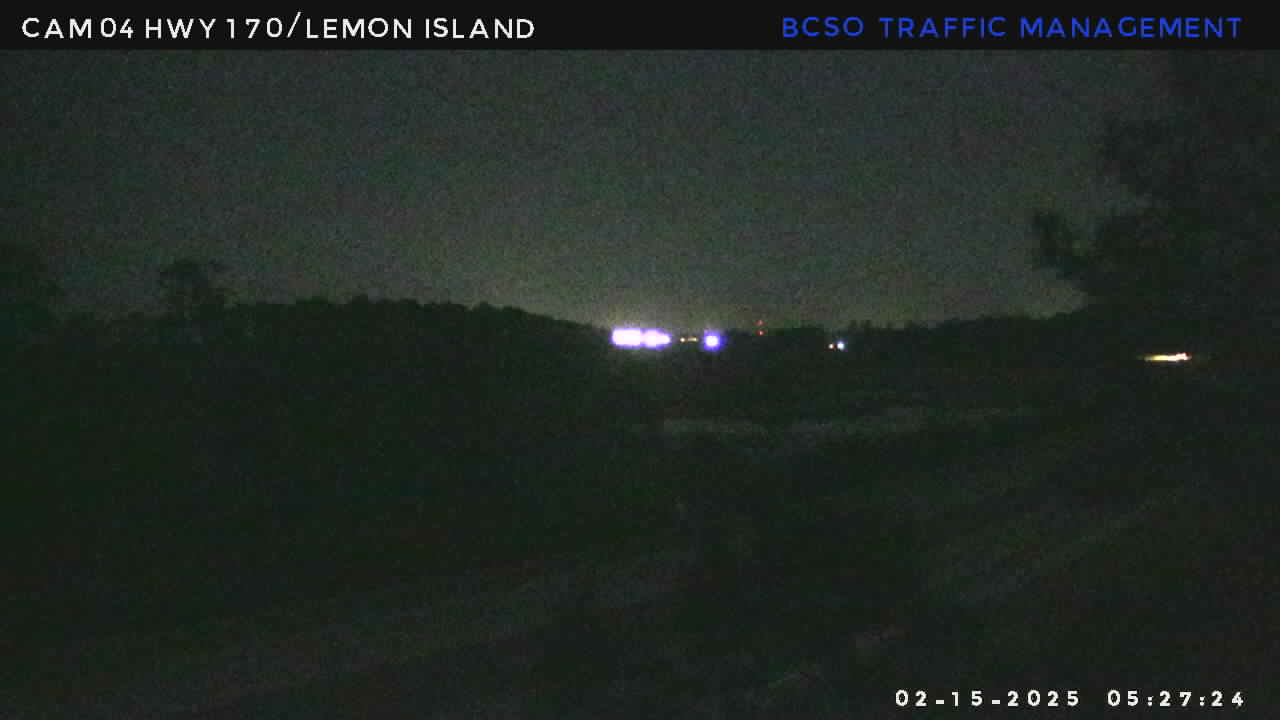 CAM04 HWY 170/LEMON ISLAND
BCSO TRAFFIC MANAGEMENT
02-15-2025 05:27:24